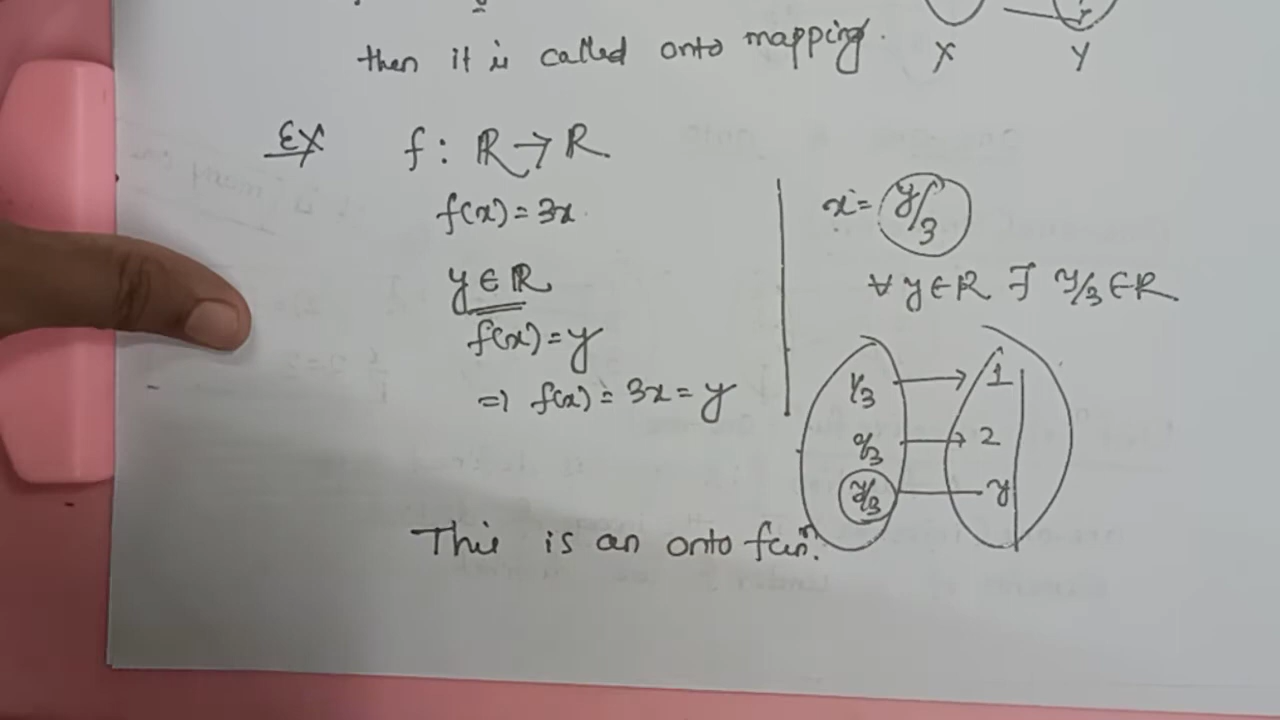 then it is called onto mapping.
X Y
EX f: ℝ→ℝ
f(x) = 3x
y ∈ ℝ
f(x) = y
⇒ f(x) = 3x = y
x = y/3
∀ y ∈ ℝ ∃ y/3 ∈ ℝ
1/3 1
2/3 2
y/3 y
This is an onto funⁿ.